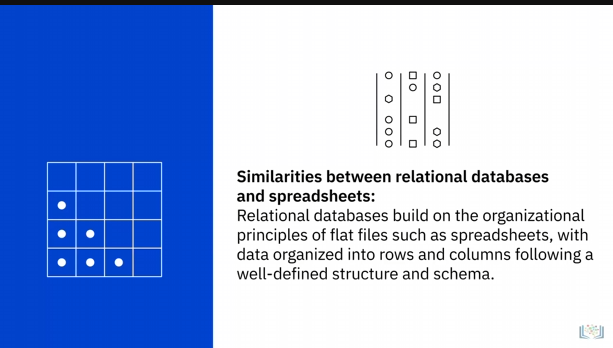 Similarities between relational databases
and spreadsheets:
Relational databases build on the organizational
principles of flat files such as spreadsheets, with
data organized into rows and columns following a
well-defined structure and schema.